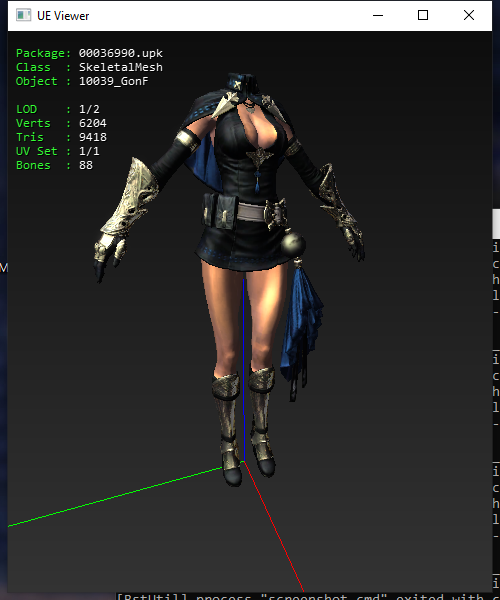 UE Viewer
Package: 00036990.upk
Class : SkeletalMesh
Object : 10039_GonF
LOD : 1/2
Verts : 6204
Tris : 9418
UV Set : 1/1
Bones : 88
M
i
c
h
l
-
i
c
h
l
-
i
c
h
l
-
i
[BstUtil] process "screenshot.cmd" exited with c